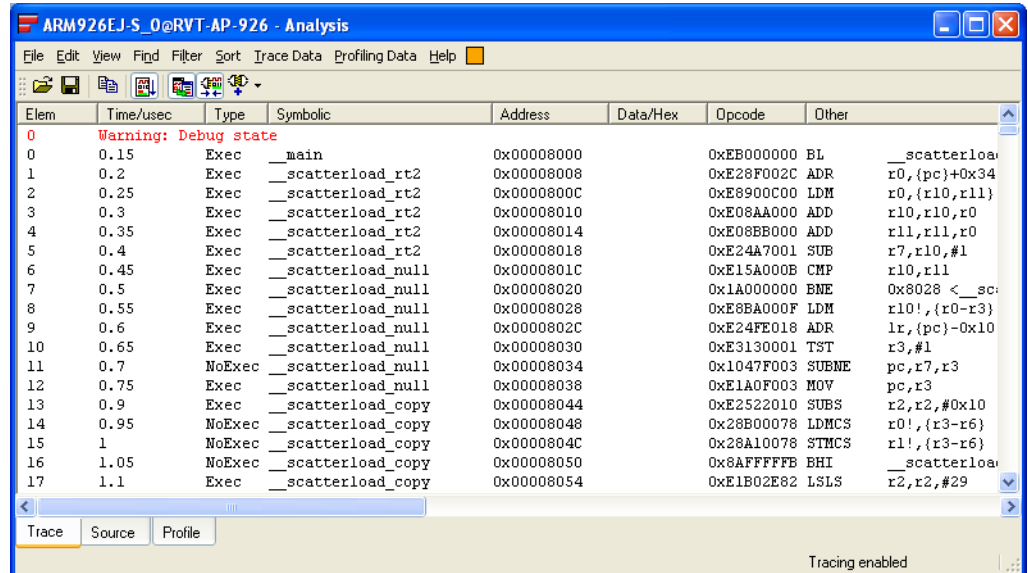 ARM926EJ-S_0@RVT-AP-926 - Analysis
File Edit View Find Filter Sort Trace Data Profiling Data Help
Elem Time/usec Type Symbolic Address Data/Hex Opcode Other
0 Warning: Debug state
0 0.15 Exec __main 0x00008000 0xEB000000 BL __scatterloa
1 0.2 Exec __scatterload_rt2 0x00008008 0xE28F002C ADR r0,{pc}+0x34
2 0.25 Exec __scatterload_rt2 0x0000800C 0xE8900C00 LDM r0,{r10,r11}
3 0.3 Exec __scatterload_rt2 0x00008010 0xE08AA000 ADD r10,r10,r0
4 0.35 Exec __scatterload_rt2 0x00008014 0xE08BB000 ADD r11,r11,r0
5 0.4 Exec __scatterload_rt2 0x00008018 0xE24A7001 SUB r7,r10,#1
6 0.45 Exec __scatterload_null 0x0000801C 0xE15A000B CMP r10,r11
7 0.5 Exec __scatterload_null 0x00008020 0x1A000000 BNE 0x8028 <__sc
8 0.55 Exec __scatterload_null 0x00008028 0xE8BA000F LDM r10!,{r0-r3}
9 0.6 Exec __scatterload_null 0x0000802C 0xE24FE018 ADR lr,{pc}-0x10
10 0.65 Exec __scatterload_null 0x00008030 0xE3130001 TST r3,#1
11 0.7 NoExec __scatterload_null 0x00008034 0x1047F003 SUBNE pc,r7,r3
12 0.75 Exec __scatterload_null 0x00008038 0xE1A0F003 MOV pc,r3
13 0.9 Exec __scatterload_copy 0x00008044 0xE2522010 SUBS r2,r2,#0x10
14 0.95 NoExec __scatterload_copy 0x00008048 0x28B00078 LDMCS r0!,{r3-r6}
15 1 NoExec __scatterload_copy 0x0000804C 0x28A10078 STMCS r1!,{r3-r6}
16 1.05 NoExec __scatterload_copy 0x00008050 0x8AFFFFFB BHI __scatterloa
17 1.1 Exec __scatterload_copy 0x00008054 0xE1B02E82 LSLS r2,r2,#29
Trace Source Profile
Tracing enabled